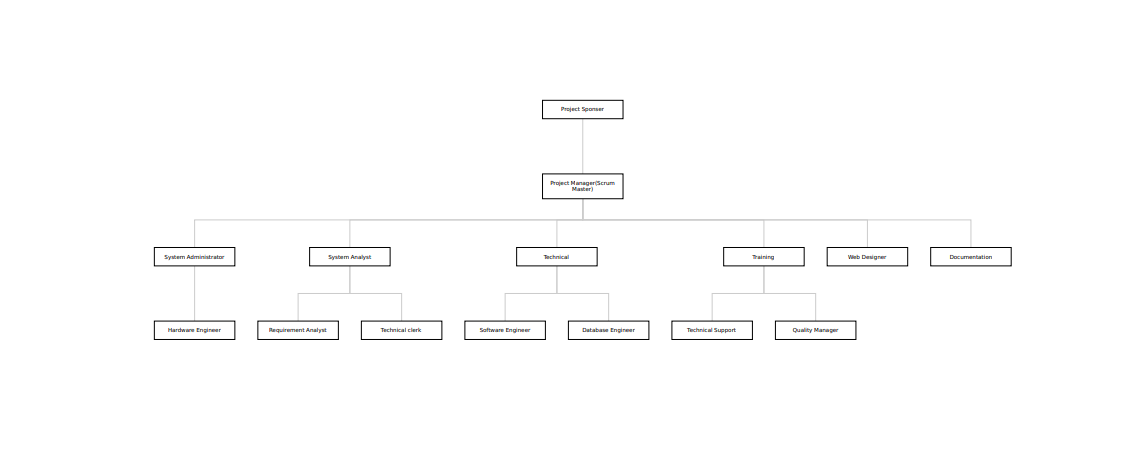 Project Sponser
Project Manager(Scrum
Master)
System Administrator
System Analyst
Technical
Training
Web Designer
Documentation
Hardware Engineer
Requirement Analyst
Technical clerk
Software Engineer
Database Engineer
Technical Support
Quality Manager